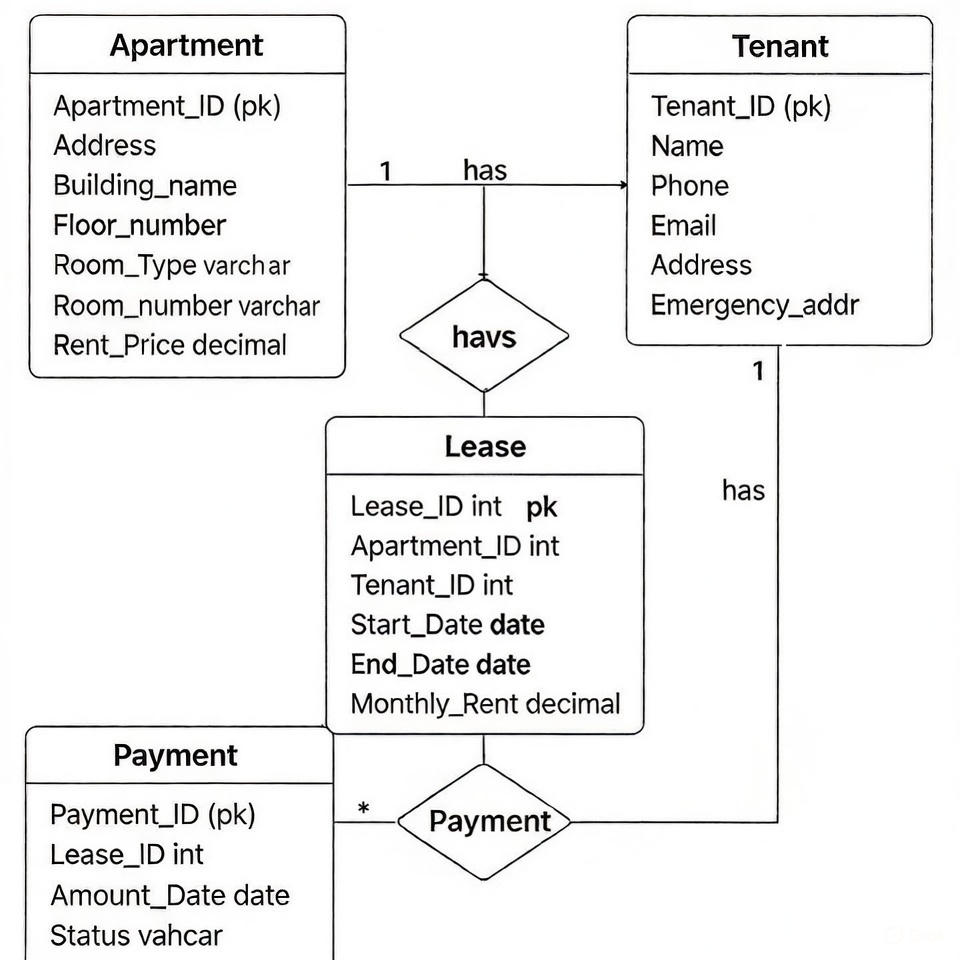 Apartment
Apartment_ID (pk)
Address
Building_name
Floor_number
Room_Type varchar
Room_number varchar
Rent_Price decimal
1
has
Tenant
Tenant_ID (pk)
Name
Phone
Email
Address
Emergency_addr
havs
1
has
Lease
Lease_ID int pk
Apartment_ID int
Tenant_ID int
Start_Date date
End_Date date
Monthly_Rent decimal
Payment
Payment_ID (pk)
Lease_ID int
Amount_Date date
Status vahcar
*
Payment